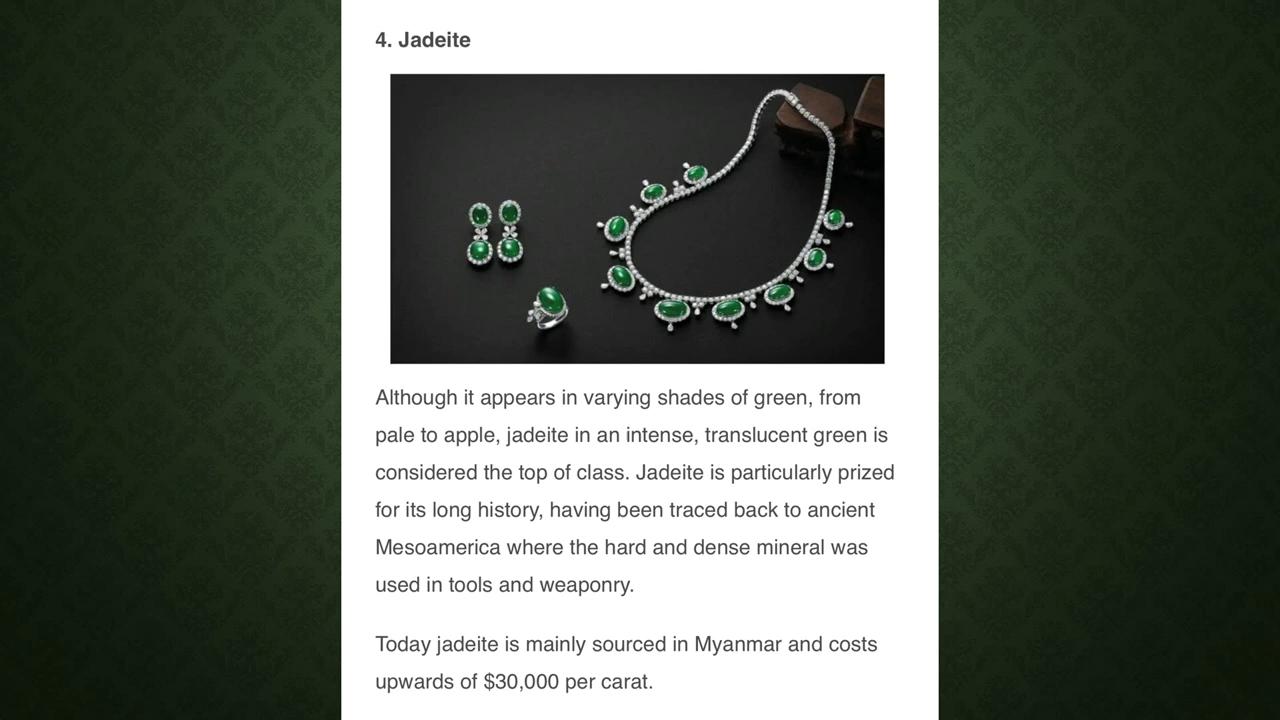 4. Jadeite
Although it appears in varying shades of green, from
pale to apple, jadeite in an intense, translucent green is
considered the top of class. Jadeite is particularly prized
for its long history, having been traced back to ancient
Mesoamerica where the hard and dense mineral was
used in tools and weaponry.
Today jadeite is mainly sourced in Myanmar and costs
upwards of $30,000 per carat.